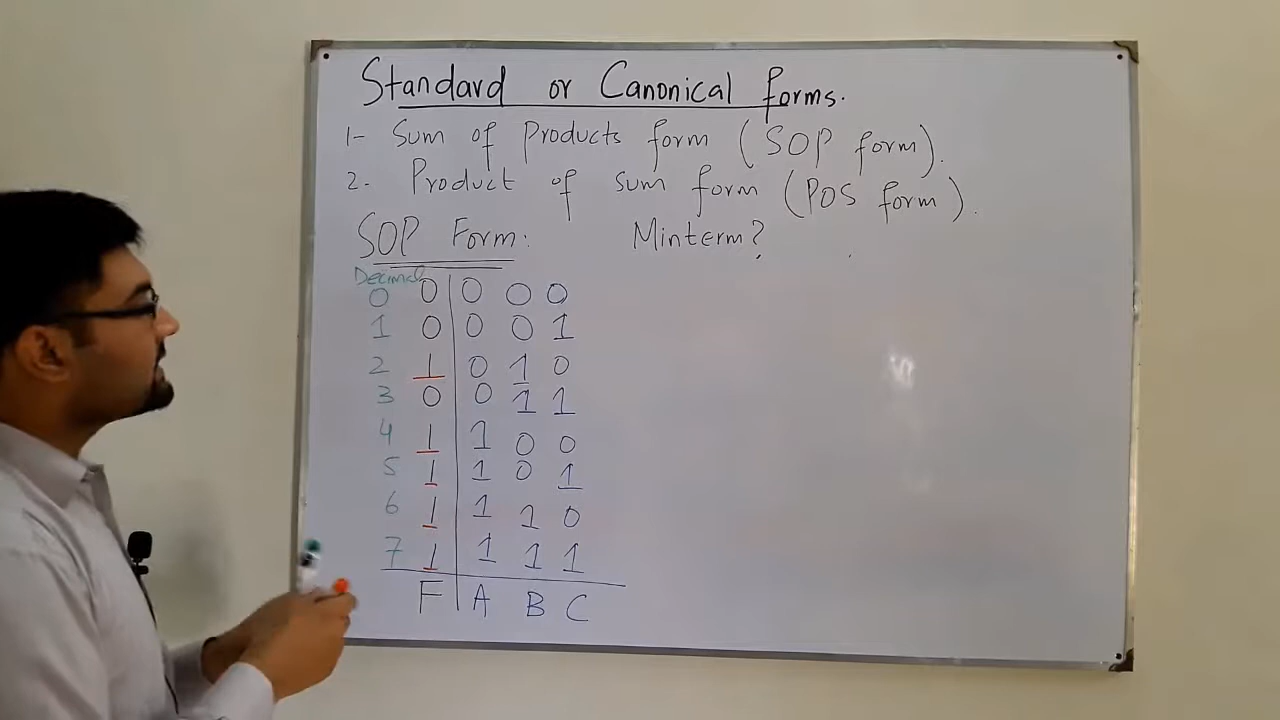 Standard or Canonical forms.
1- Sum of Products form (SOP form).
2. Product of sum form (POS form).
SOP Form: Minterm?
Decimal
0 0 0 0 0
1 0 0 0 1
2 1 0 1 0
3 0 0 1 1
4 1 1 0 0
5 1 1 0 1
6 1 1 1 0
7 1 1 1 1
F A B C